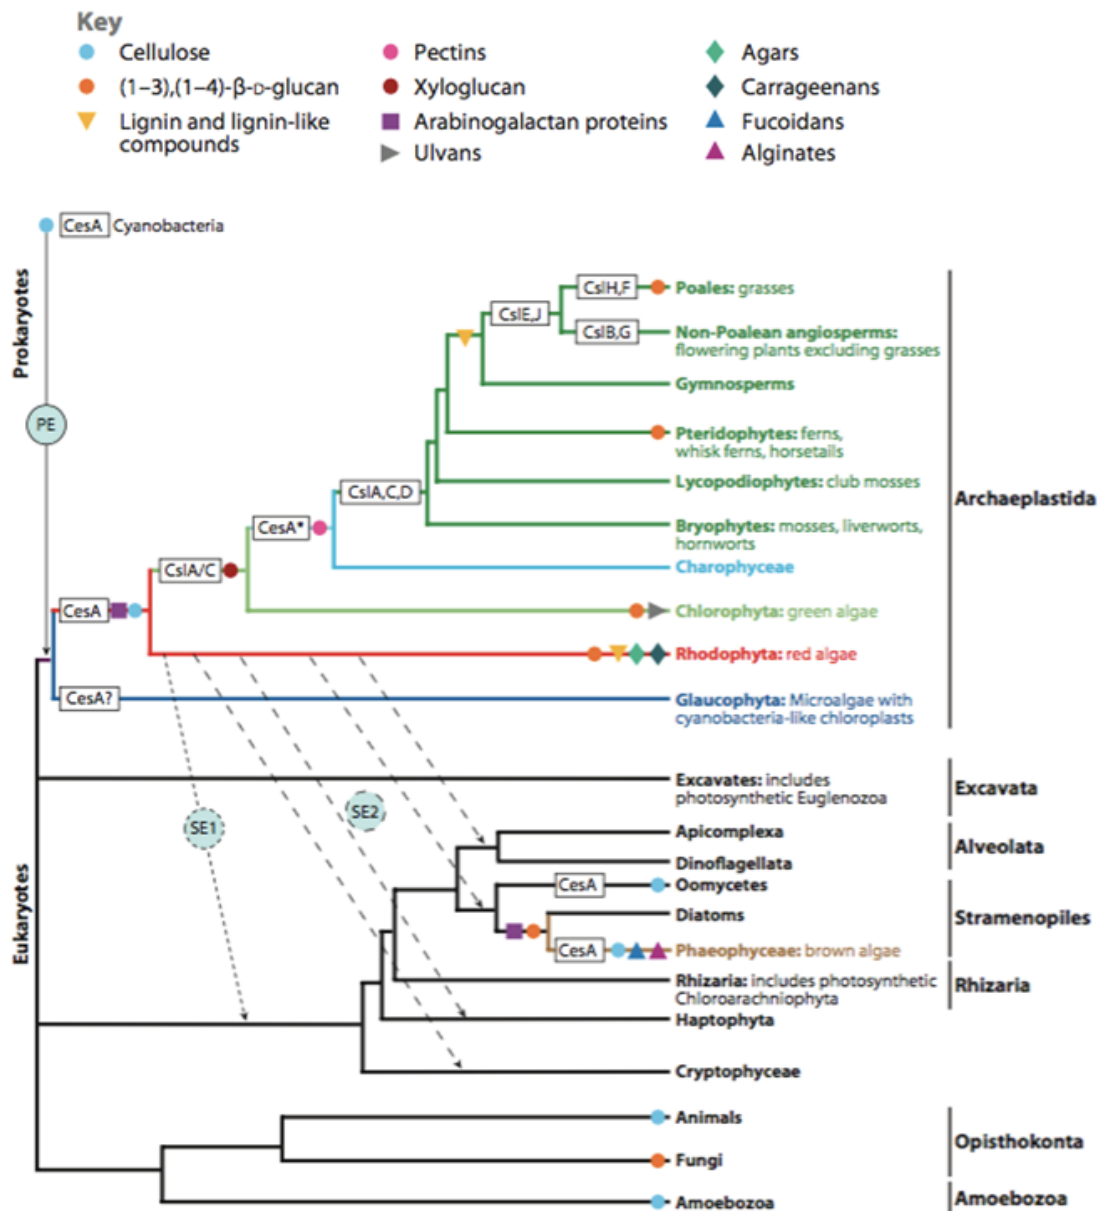 Key
Cellulose
(1–3),(1–4)-β-D-glucan
Lignin and lignin-like
compounds
Pectins
Xyloglucan
Arabinogalactan proteins
Ulvans
Agars
Carrageenans
Fucoidans
Alginates
Prokaryotes
CesA Cyanobacteria
PE
CslH,F
Poales: grasses
CslE,J
CslB,G
Non-Poalean angiosperms:
flowering plants excluding grasses
Gymnosperms
Pteridophytes: ferns,
whisk ferns, horsetails
CslA,C,D
Lycopodiophytes: club mosses
Archaeplastida
CesA*
Bryophytes: mosses, liverworts,
hornworts
CslA/C
Charophyceae
CesA
Chlorophyta: green algae
Rhodophyta: red algae
CesA?
Glaucophyta: Microalgae with
cyanobacteria-like chloroplasts
Eukaryotes
Excavates: includes
photosynthetic Euglenozoa
Excavata
SE1
SE2
Apicomplexa
Alveolata
Dinoflagellata
CesA
Oomycetes
Diatoms
Stramenopiles
CesA
Phaeophyceae: brown algae
Rhizaria: includes photosynthetic
Chloroarachniophyta
Rhizaria
Haptophyta
Cryptophyceae
Animals
Opisthokonta
Fungi
Amoebozoa
Amoebozoa